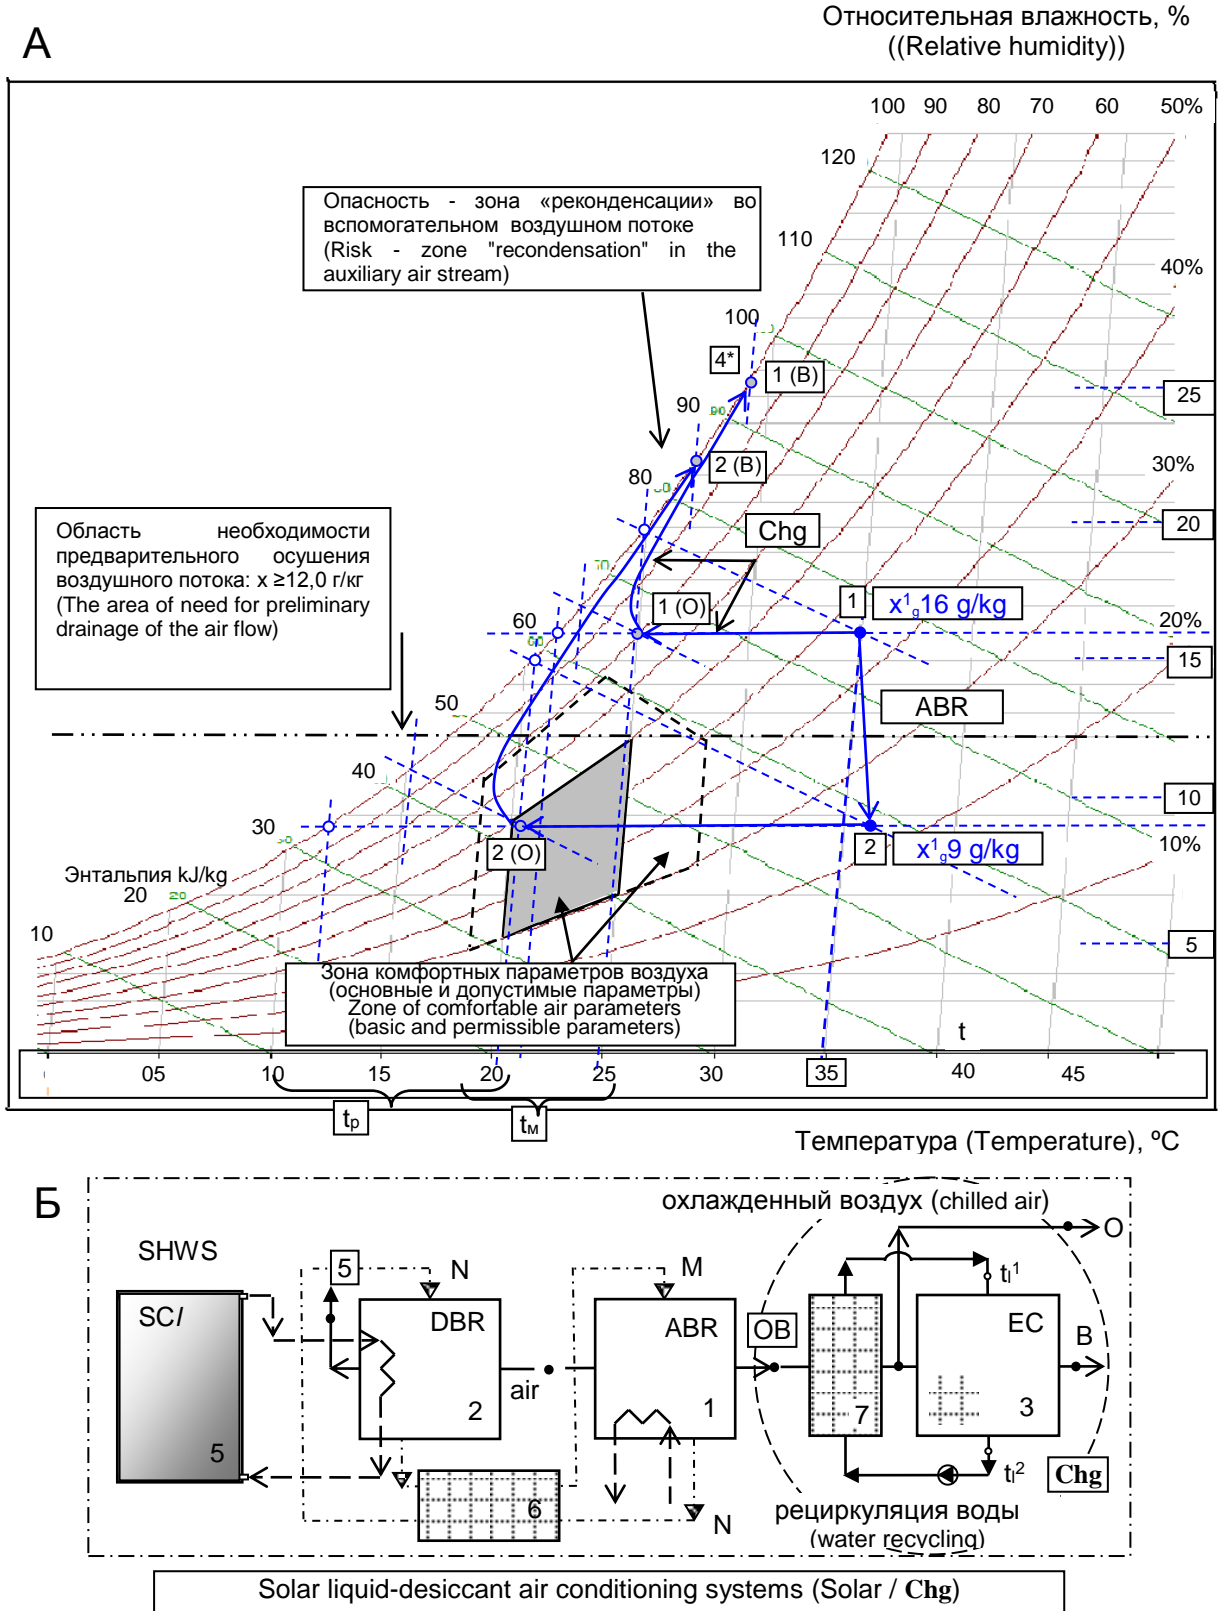 А
Относительная влажность, %
((Relative humidity))
100 90 80 70 60 50%
120
110
40%
Опасность - зона «реконденсации» во
вспомогательном воздушном потоке
(Risk - zone "recondensation" in the
auxiliary air stream)
100
4*
1 (В)
25
90
90
2 (В)
30%
80
20
Область необходимости
предварительного осушения
воздушного потока: х ≥12,0 г/кг
(The area of need for preliminary
drainage of the air flow)
Chg
70
1 (О)
1
x¹g16 g/kg
20%
60
15
50
ABR
40
10
30
2 (О)
2
x¹g9 g/kg
10%
Энтальпия kJ/kg
20
20
10
5
Зона комфортных параметров воздуха
(основные и допустимые параметры)
Zone of comfortable air parameters
(basic and permissible parameters)
t
05 10 15 20 25 30 35 40 45
tр
tм
Температура (Temperature), ºС
Б
охлажденный воздух (chilled air)
О
SHWS
5
N
M
tl¹
SCl
DBR
ABR
ОВ
EC
В
air
2
1
7
3
5
6
tl²
Chg
N
рециркуляция воды
(water recycling)
Solar liquid-desiccant air conditioning systems (Solar / Chg)